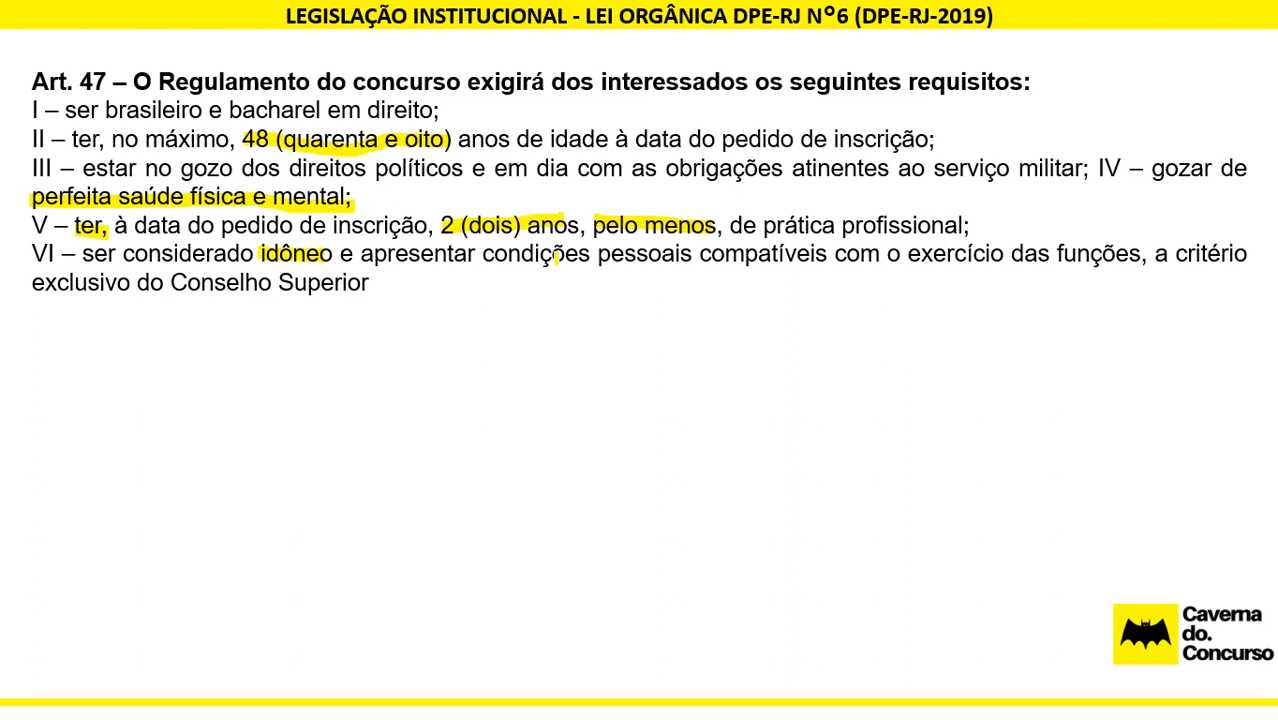 LEGISLAÇÃO INSTITUCIONAL - LEI ORGÂNICA DPE-RJ Nº6 (DPE-RJ-2019)
Art. 47 – O Regulamento do concurso exigirá dos interessados os seguintes requisitos:
I – ser brasileiro e bacharel em direito;
II – ter, no máximo, 48 (quarenta e oito) anos de idade à data do pedido de inscrição;
III – estar no gozo dos direitos políticos e em dia com as obrigações atinentes ao serviço militar; IV – gozar de
perfeita saúde física e mental;
V – ter, à data do pedido de inscrição, 2 (dois) anos, pelo menos, de prática profissional;
VI – ser considerado idôneo e apresentar condições pessoais compatíveis com o exercício das funções, a critério
exclusivo do Conselho Superior
Caverna
do.
Concurso